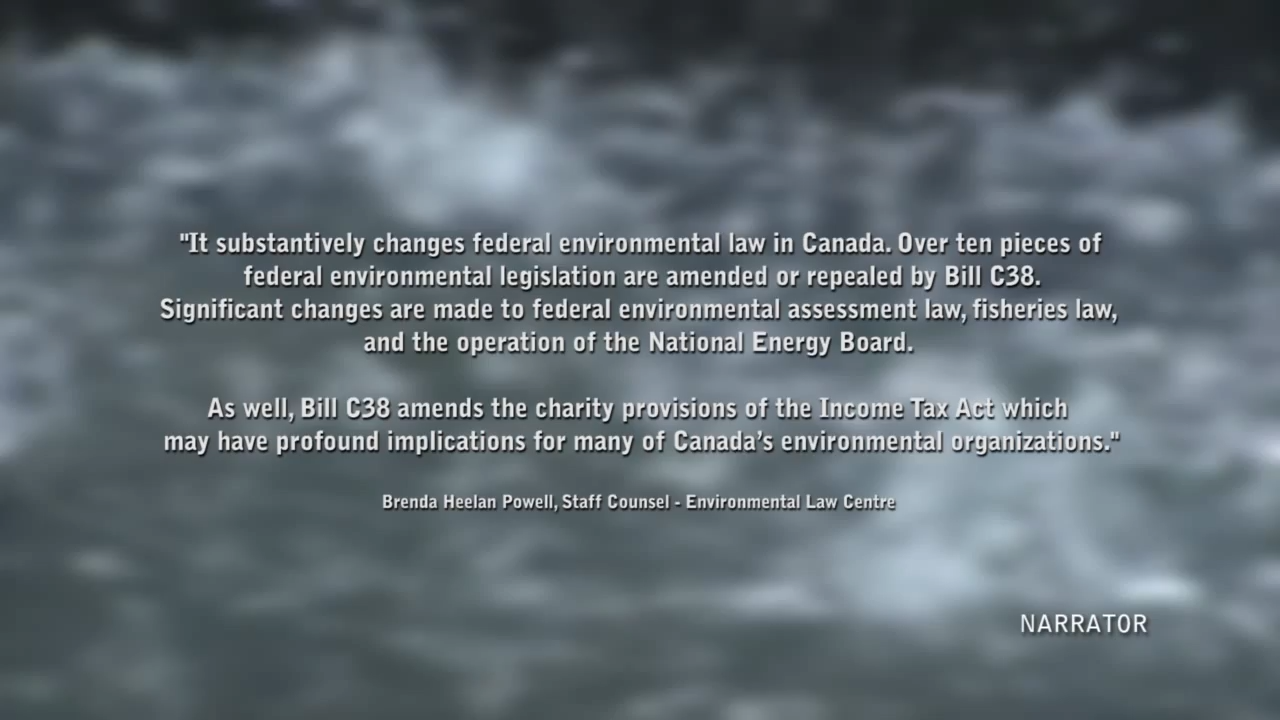 "It substantively changes federal environmental law in Canada. Over ten pieces of
federal environmental legislation are amended or repealed by Bill C38.
Significant changes are made to federal environmental assessment law, fisheries law,
and the operation of the National Energy Board.
As well, Bill C38 amends the charity provisions of the Income Tax Act which
may have profound implications for many of Canada’s environmental organizations."
Brenda Heelan Powell, Staff Counsel - Environmental Law Centre
NARRATOR